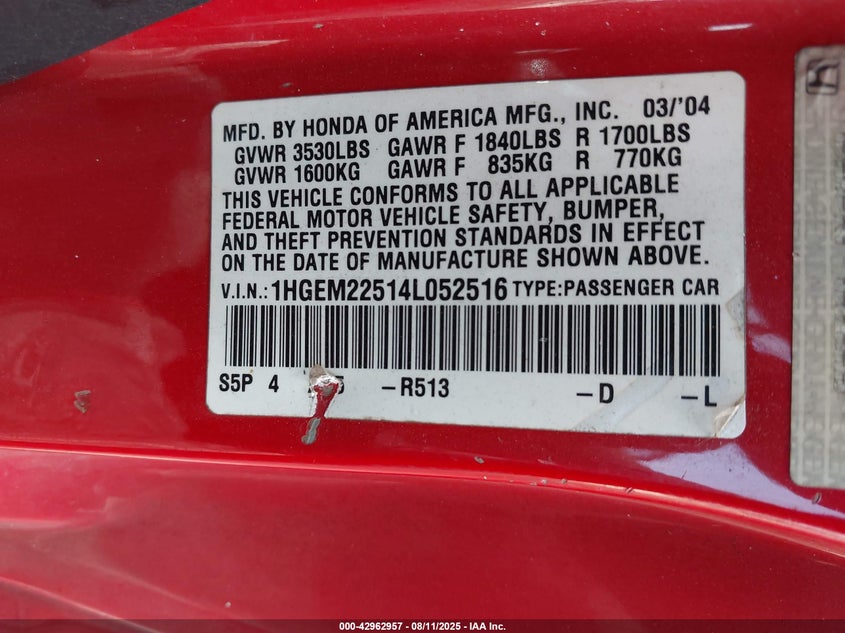 MFD. BY HONDA OF AMERICA MFG., INC. 03/'04
GVWR 3530LBS GAWR F 1840LBS R 1700LBS
GVWR 1600KG GAWR F 835KG R 770KG
THIS VEHICLE CONFORMS TO ALL APPLICABLE
FEDERAL MOTOR VEHICLE SAFETY, BUMPER,
AND THEFT PREVENTION STANDARDS IN EFFECT
ON THE DATE OF MANUFACTURE SHOWN ABOVE.
V.I.N.: 1HGEM22514L052516 TYPE:PASSENGER CAR
S5P 4 -R513 -D -L
000-42962957 - 08/11/2025 - IAA Inc.